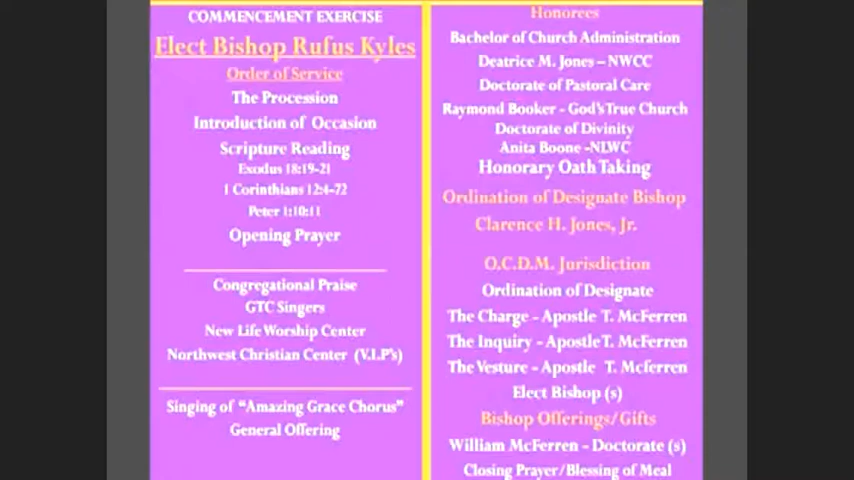 COMMENCEMENT EXERCISE
Elect Bishop Rufus Kyles
Order of Service
The Procession
Introduction of Occasion
Scripture Reading
Exodus 18:19-21
1 Corinthians 12:4-72
Peter 1:10:11
Opening Prayer
Congregational Praise
GTC Singers
New Life Worship Center
Northwest Christian Center (V.I.P's)
Singing of “Amazing Grace Chorus”
General Offering
Honorees
Bachelor of Church Administration
Deatrice M. Jones – NWCC
Doctorate of Pastoral Care
Raymond Booker - God's True Church
Doctorate of Divinity
Anita Boone -NLWC
Honorary Oath Taking
Ordination of Designate Bishop
Clarence H. Jones, Jr.
O.C.D.M. Jurisdiction
Ordination of Designate
The Charge - Apostle T. McFerren
The Inquiry - Apostle T. McFerren
The Vesture - Apostle T. Mcferren
Elect Bishop (s)
Bishop Offerings/Gifts
William McFerren - Doctorate (s)
Closing Prayer/Blessing of Meal